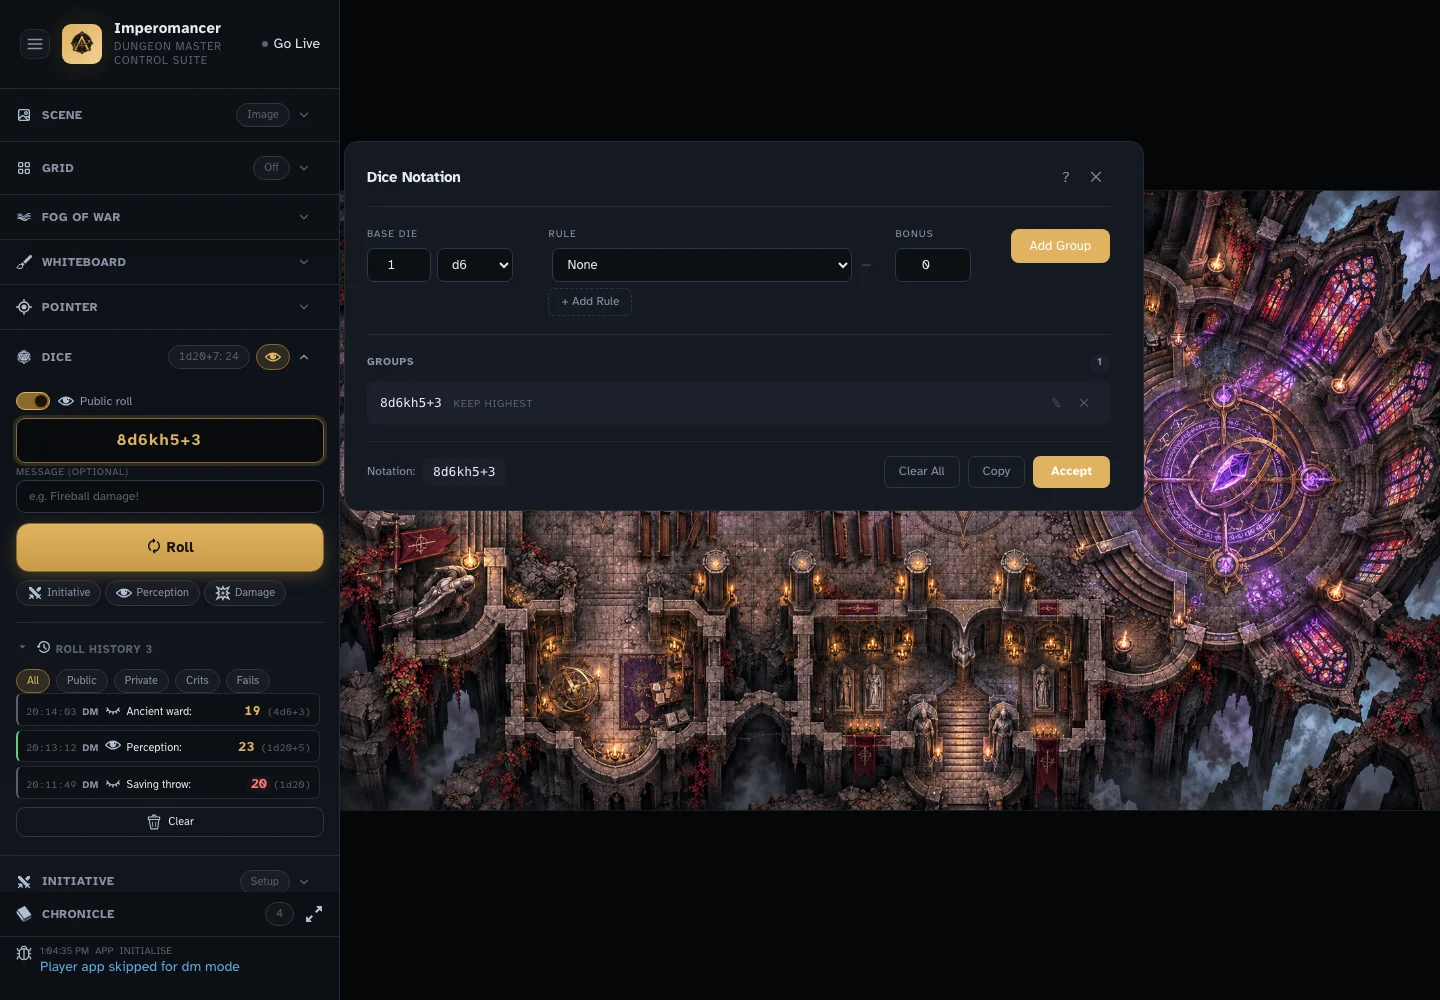 Imperomancer
DUNGEON MASTER
CONTROL SUITE
Go Live
SCENE
Image
GRID
Off
FOG OF WAR
WHITEBOARD
POINTER
DICE
1d20+7: 24
Public roll
8d6kh5+3
MESSAGE (OPTIONAL)
e.g. Fireball damage!
Roll
Initiative
Perception
Damage
ROLL HISTORY 3
All
Public
Private
Crits
Fails
20:14:03 DM Ancient ward: 19 (4d6+3)
20:13:12 DM Perception: 23 (1d20+5)
20:11:49 DM Saving throw: 20 (1d20)
Clear
INITIATIVE
Setup
CHRONICLE
4
1:04:35 PM APP INITIALISE
Player app skipped for dm mode
Dice Notation
?
BASE DIE
RULE
BONUS
1
d6
None
—
0
Add Group
+ Add Rule
GROUPS
1
8d6kh5+3 KEEP HIGHEST
Notation: 8d6kh5+3
Clear All
Copy
Accept